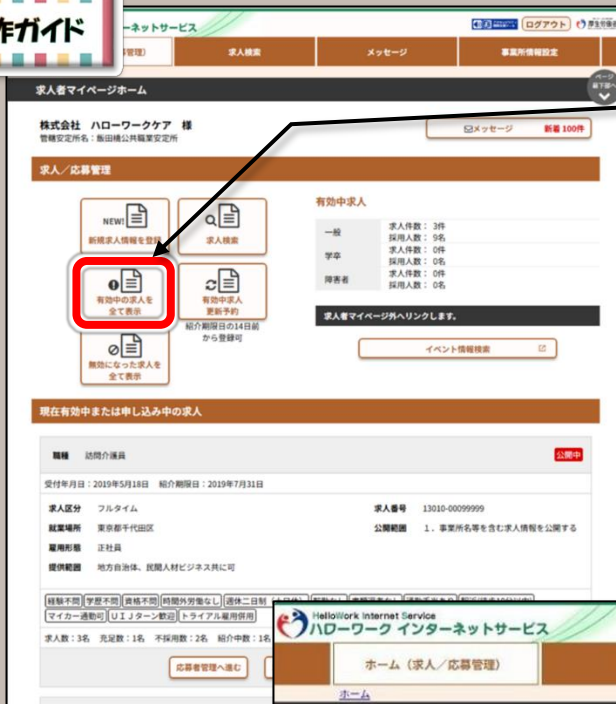 作ガイド
ーネットサービス
ログアウト
管理）
求人検索
メッセージ
事業所情報設定
求人者マイページホーム
ページ
最下部へ
株式会社 ハローワークケア 様
管轄安定所名：飯田橋公共職業安定所
メッセージ 新着 100件
求人／応募管理
NEW!
新規求人情報を登録
求人検索
有効中の求人を
全て表示
有効中求人
更新予約
紹介期限日の14日前
から登録可
無効になった求人を
全て表示
有効中求人
一般
求人件数： 3件
採用人数： 9名
学卒
求人件数： 0件
採用人数： 0名
障害者
求人件数： 0件
採用人数： 0名
求人者マイページ外へリンクします。
イベント情報検索
現在有効中または申し込み中の求人
職種 訪問介護員
公開中
受付年月日：2019年5月18日 紹介期限日：2019年7月31日
求人区分 フルタイム
求人番号 13010-00099999
就業場所 東京都千代田区
公開範囲 1．事業所名等を含む求人情報を公開する
雇用形態 正社員
提供範囲 地方自治体、民間人材ビジネス共に可
経験不問 学歴不問 資格不問 時間外労働なし 週休二日制
マイカー通勤可 UIJターン歓迎 トライアル雇用併用
求人数：3名 充足数：1名 不採用数：2名 紹介中数：1名
応募者管理へ進む
HelloWork Internet Service
ハローワーク インターネットサービス
ホーム（求人／応募管理）
ホーム